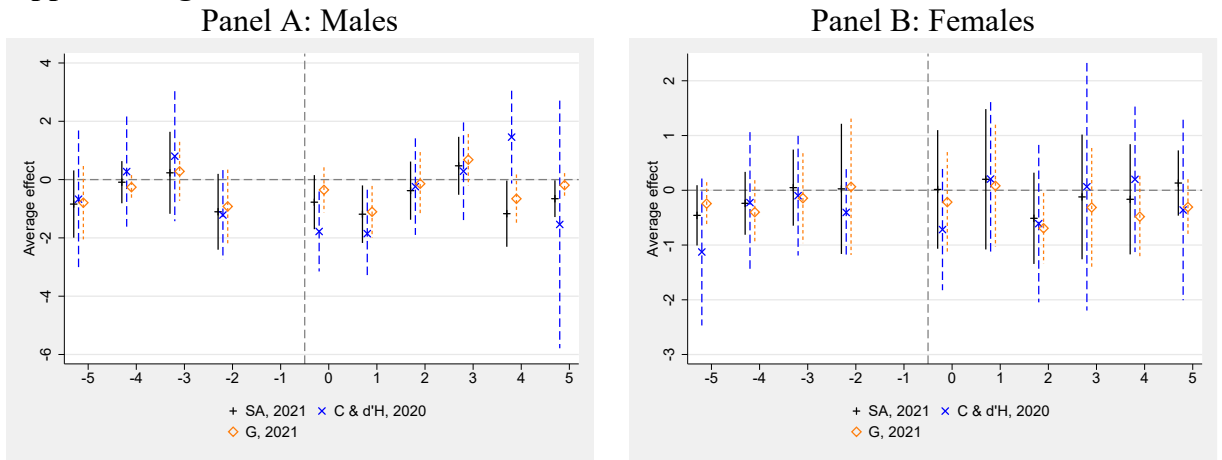 Panel A: Males
Average effect
4
2
0
-2
-4
-6
-5 -4 -3 -2 -1 0 1 2 3 4 5
SA, 2021 C & d'H, 2020
G, 2021
Panel B: Females
Average effect
2
1
0
-1
-2
-3
-5 -4 -3 -2 -1 0 1 2 3 4 5
SA, 2021 C & d'H, 2020
G, 2021